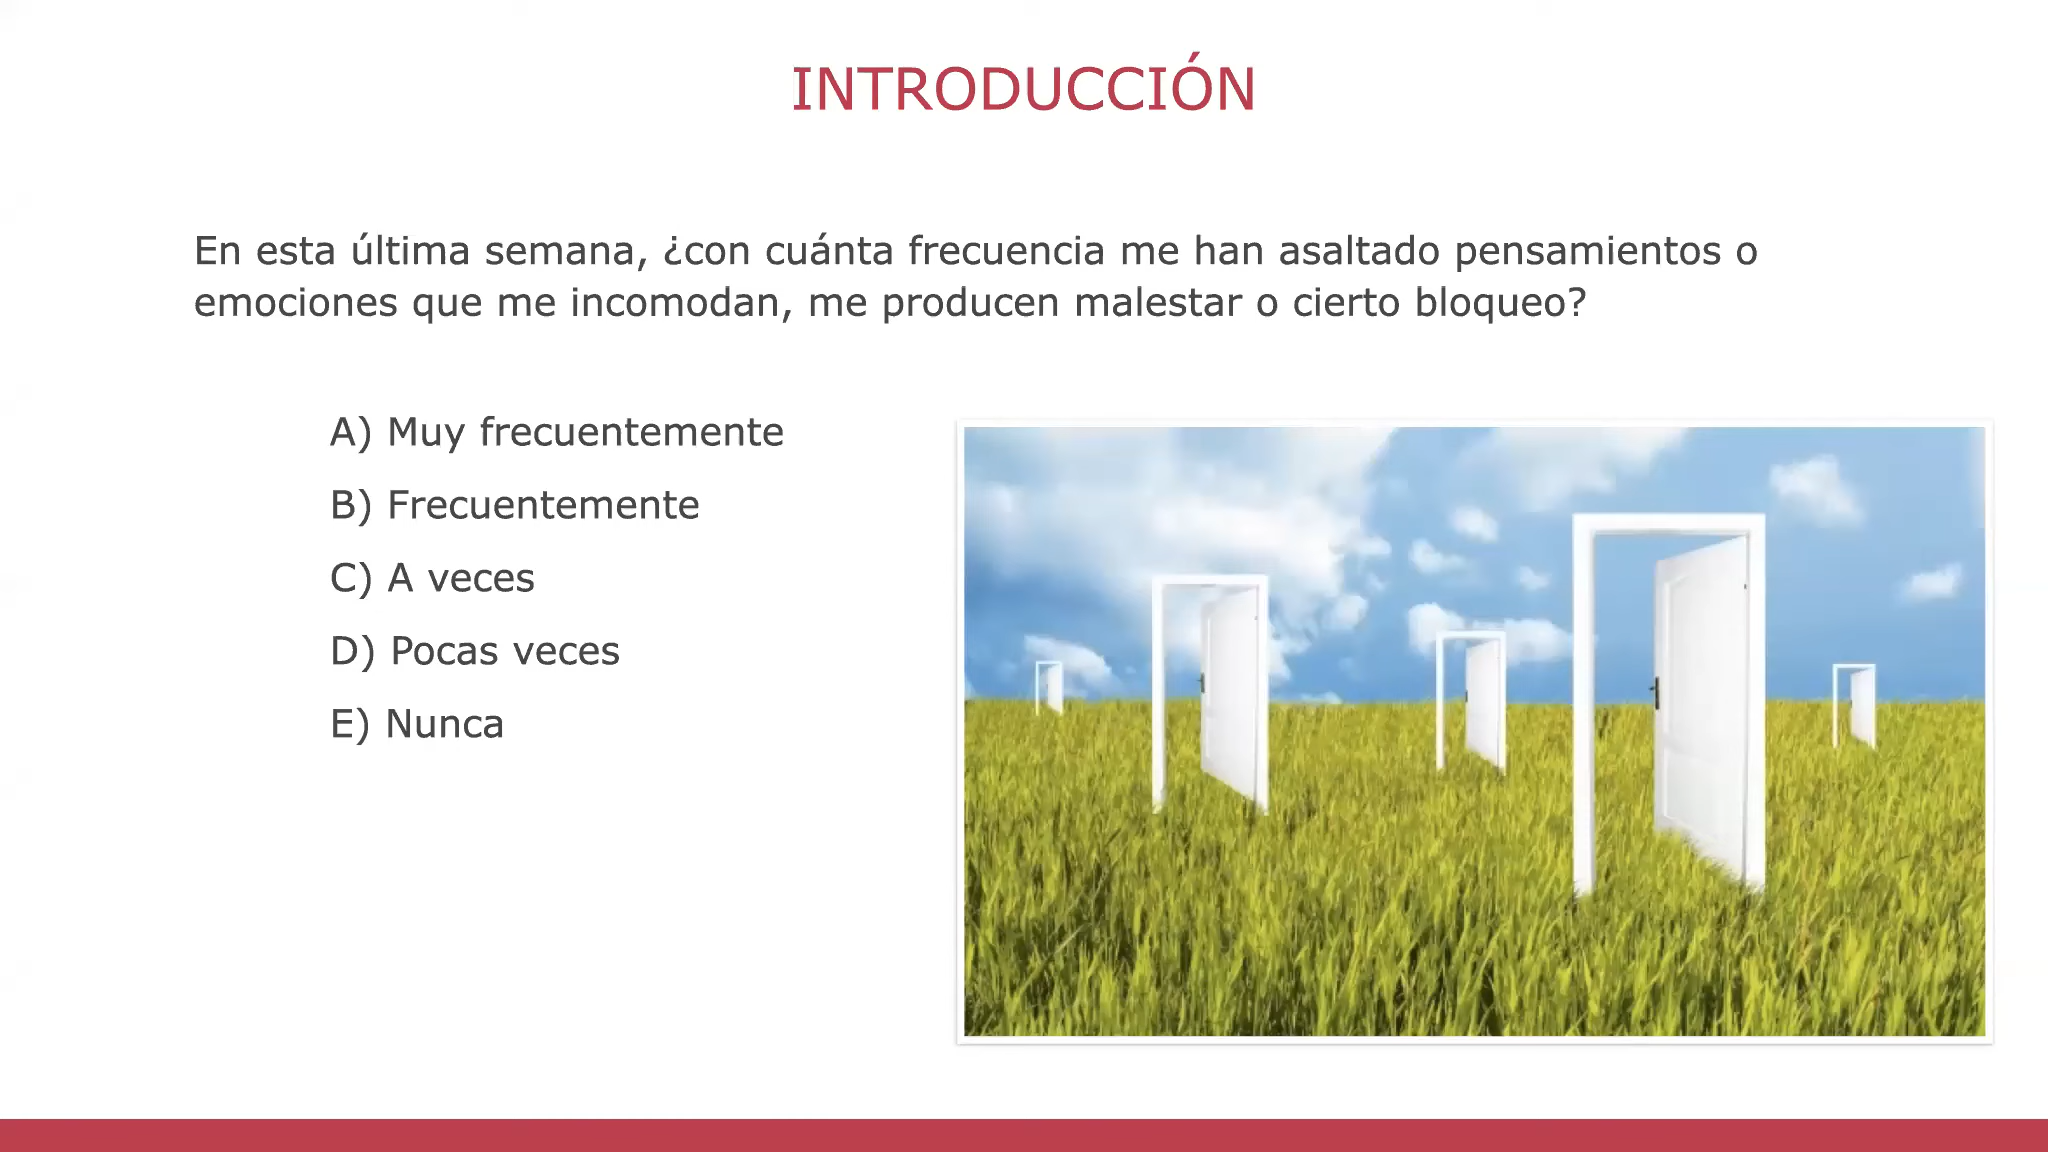 INTRODUCCIÓN
En esta última semana, ¿con cuánta frecuencia me han asaltado pensamientos o
emociones que me incomodan, me producen malestar o cierto bloqueo?
A) Muy frecuentemente
B) Frecuentemente
C) A veces
D) Pocas veces
E) Nunca